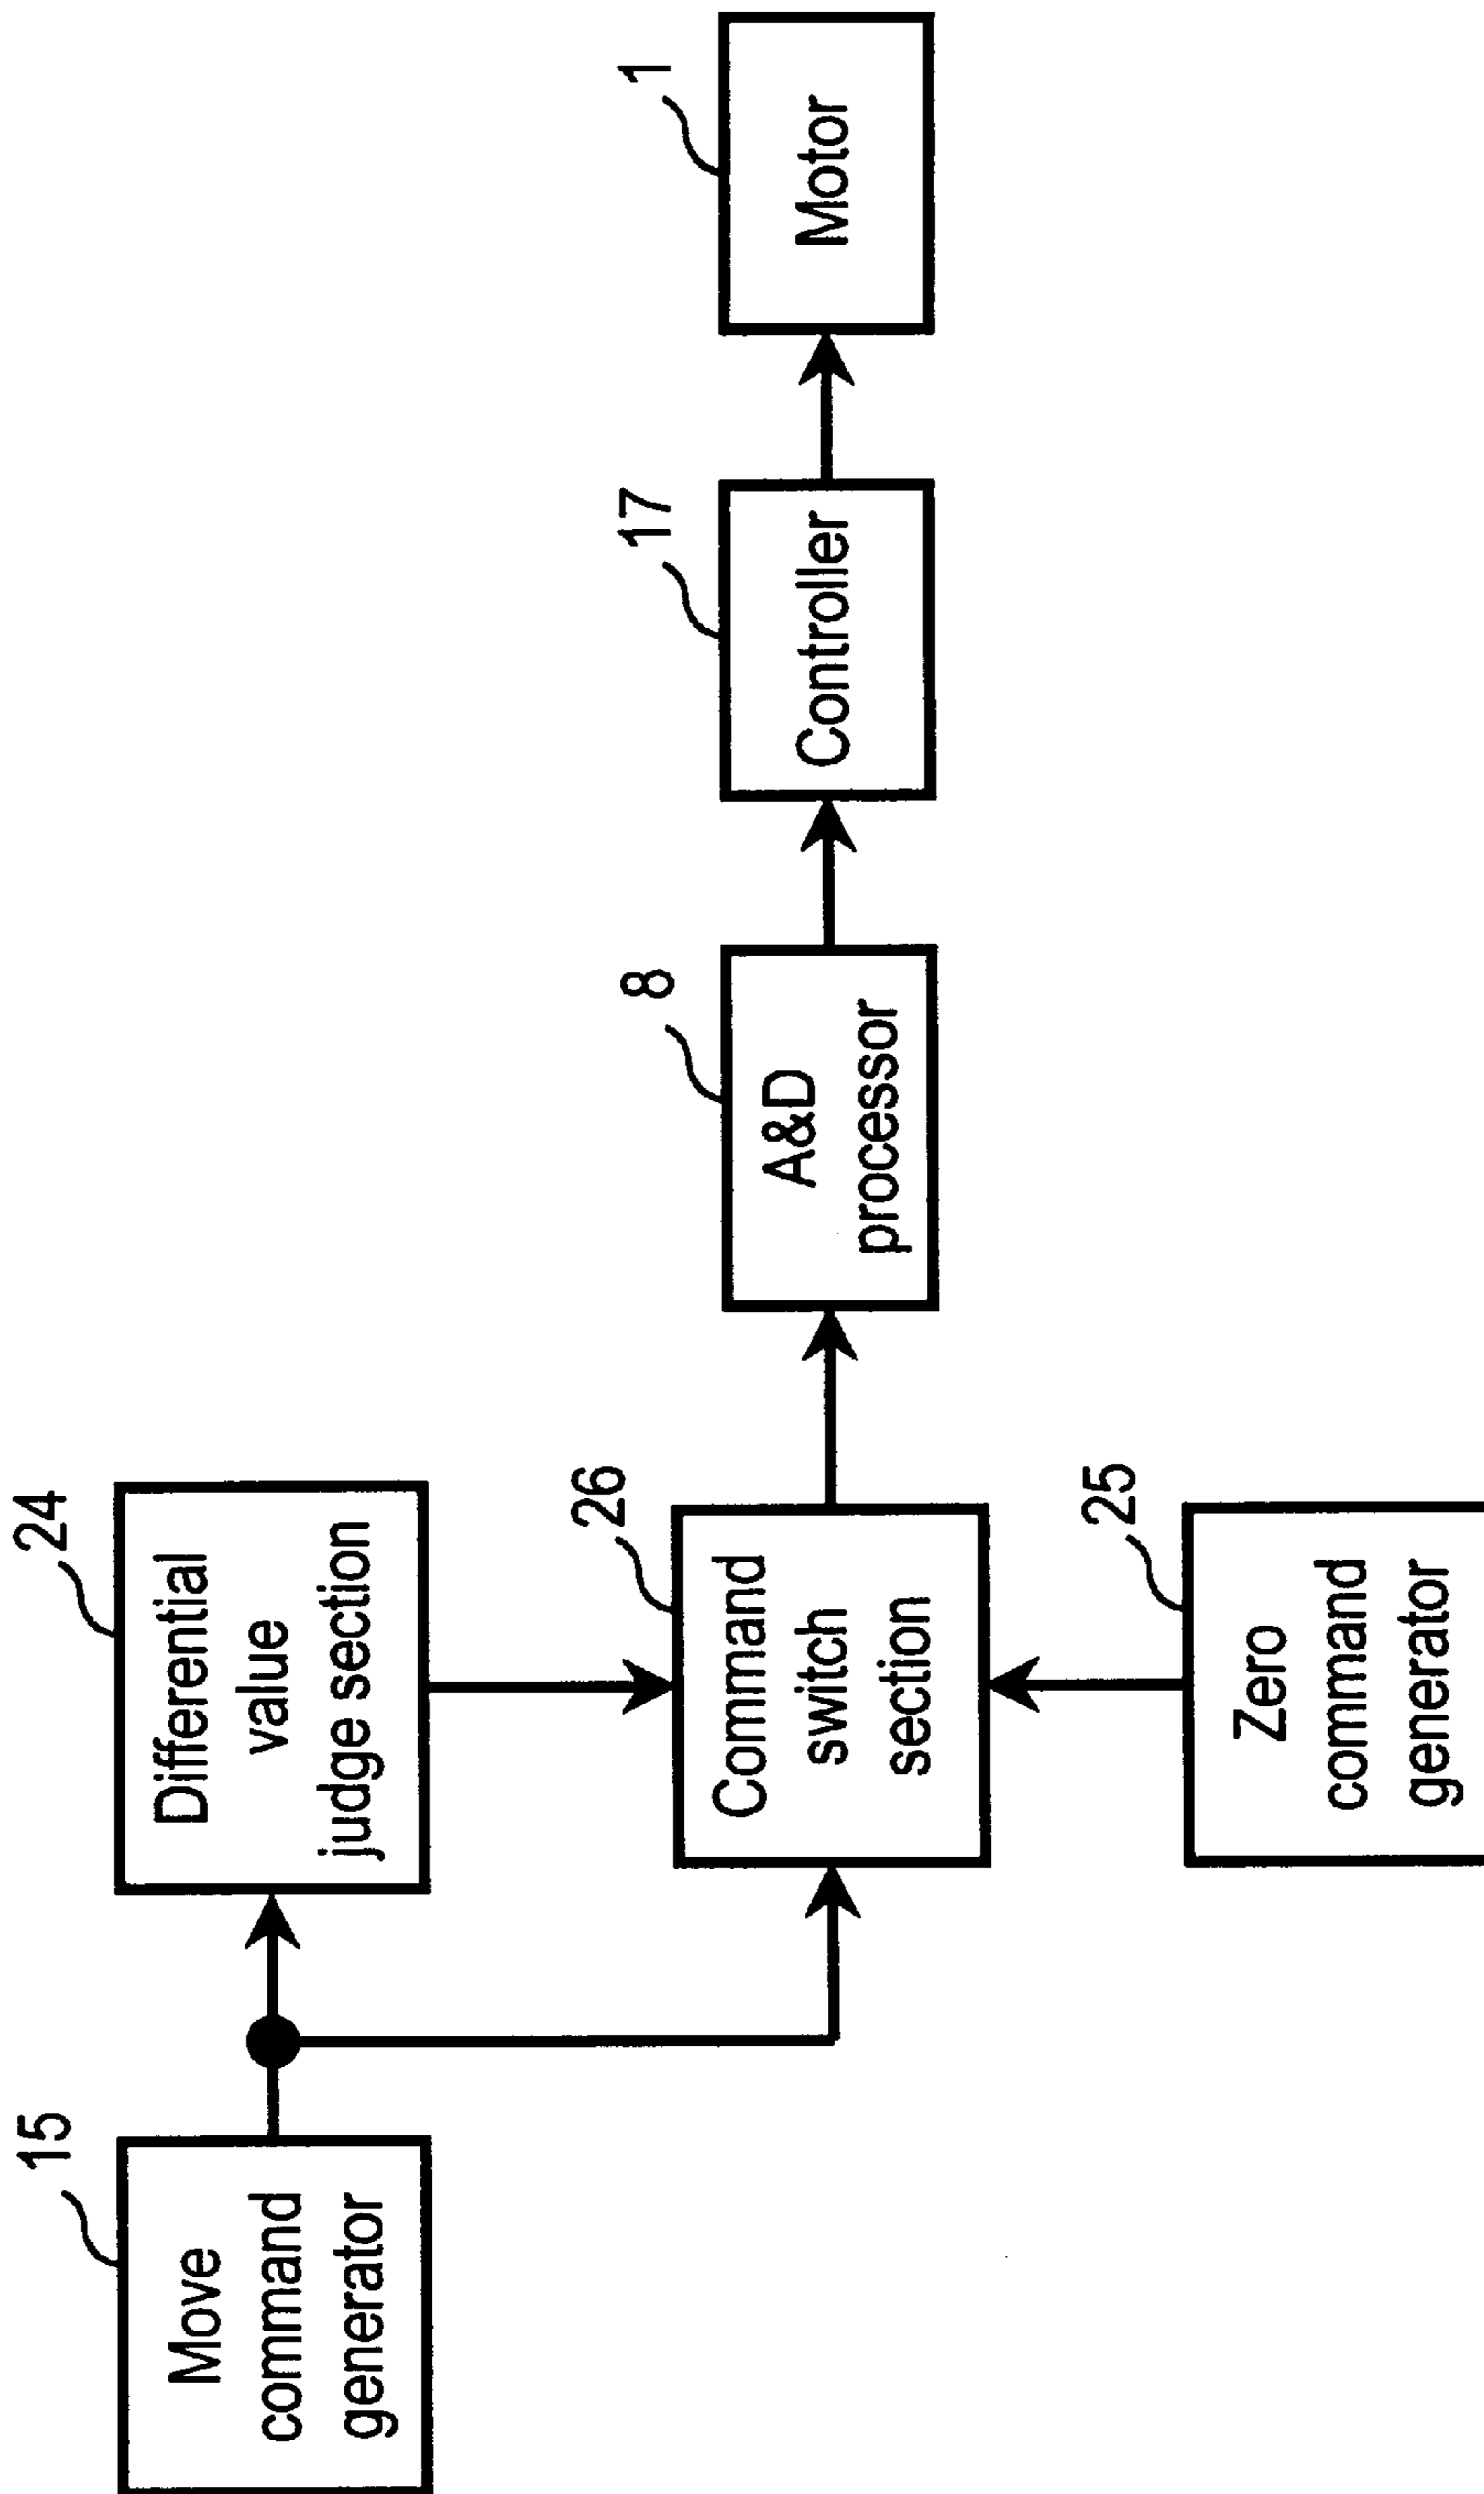 15
Move
command
generator
24
Differential
value
judge section
26
Command
switch
section
25
Zero
command
generator
8
A&D
processor
17
Controller
1
Motor